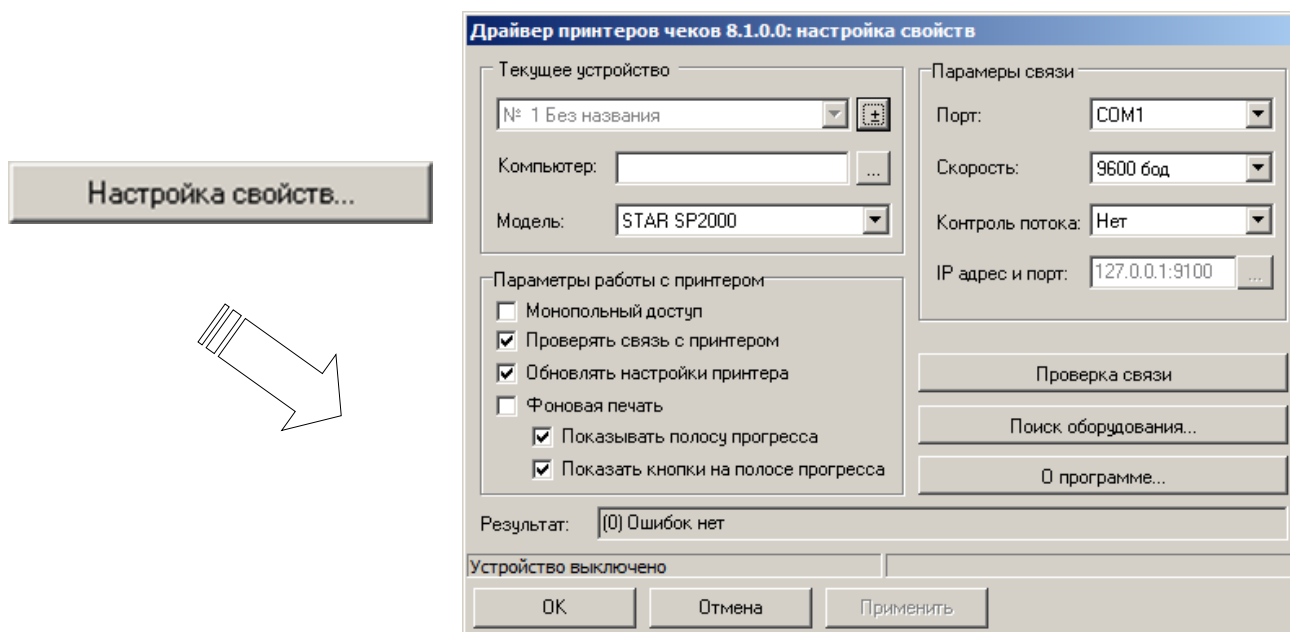 Настройка свойств...
Драйвер принтеров чеков 8.1.0.0: настройка свойств
Текущее устройство
№ 1 Без названия
±
Компьютер:
...
Модель: STAR SP2000
Парамеры связи
Порт: COM1
Скорость: 9600 бод
Контроль потока: Нет
IP адрес и порт: 127.0.0.1:9100 ...
Параметры работы с принтером
Монопольный доступ
Проверять связь с принтером
Обновлять настройки принтера
Фоновая печать
Показывать полосу прогресса
Показать кнопки на полосе прогресса
Проверка связи
Поиск оборудования...
О программе...
Результат: (0) Ошибок нет
Устройство выключено
OK Отмена Применить